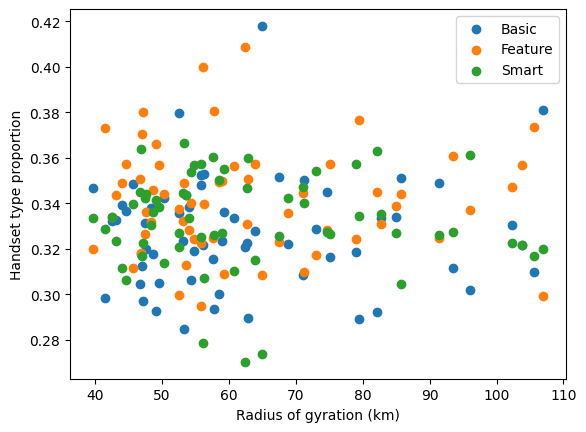 0.42
0.40
0.38
0.36
0.34
0.32
0.30
0.28
Handset type proportion
Basic
Feature
Smart
40 50 60 70 80 90 100 110
Radius of gyration (km)